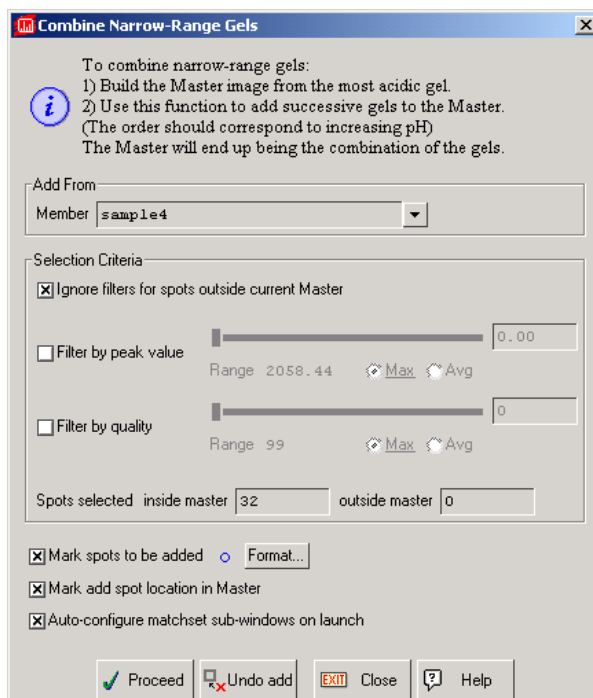 Combine Narrow-Range Gels
To combine narrow-range gels:
1) Build the Master image from the most acidic gel.
2) Use this function to add successive gels to the Master.
(The order should correspond to increasing pH)
The Master will end up being the combination of the gels.
Add From
Member sample4
Selection Criteria
Ignore filters for spots outside current Master
Filter by peak value 0.00
Range 2058.44 Max Avg
Filter by quality 0
Range 99 Max Avg
Spots selected inside master 32 outside master 0
Mark spots to be added Format...
Mark add spot location in Master
Auto-configure matchset sub-windows on launch
Proceed Undo add EXIT Close ? Help